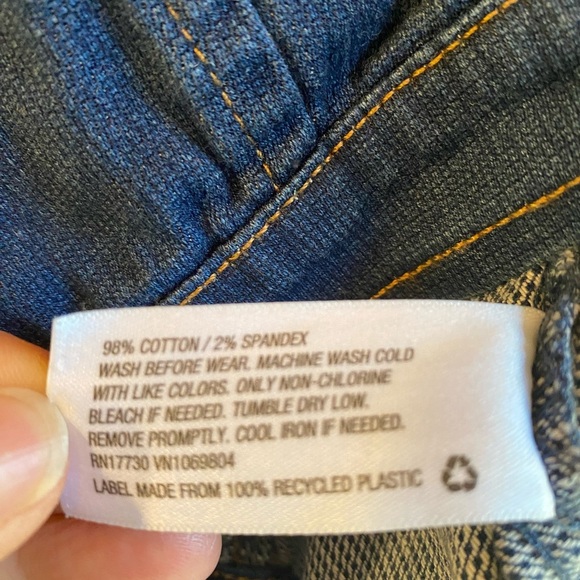 98% COTTON / 2% SPANDEX
WASH BEFORE WEAR. MACHINE WASH COLD
WITH LIKE COLORS. ONLY NON-CHLORINE
BLEACH IF NEEDED. TUMBLE DRY LOW.
REMOVE PROMPTLY. COOL IRON IF NEEDED.
RN17730 VN1069804
LABEL MADE FROM 100% RECYCLED PLASTIC